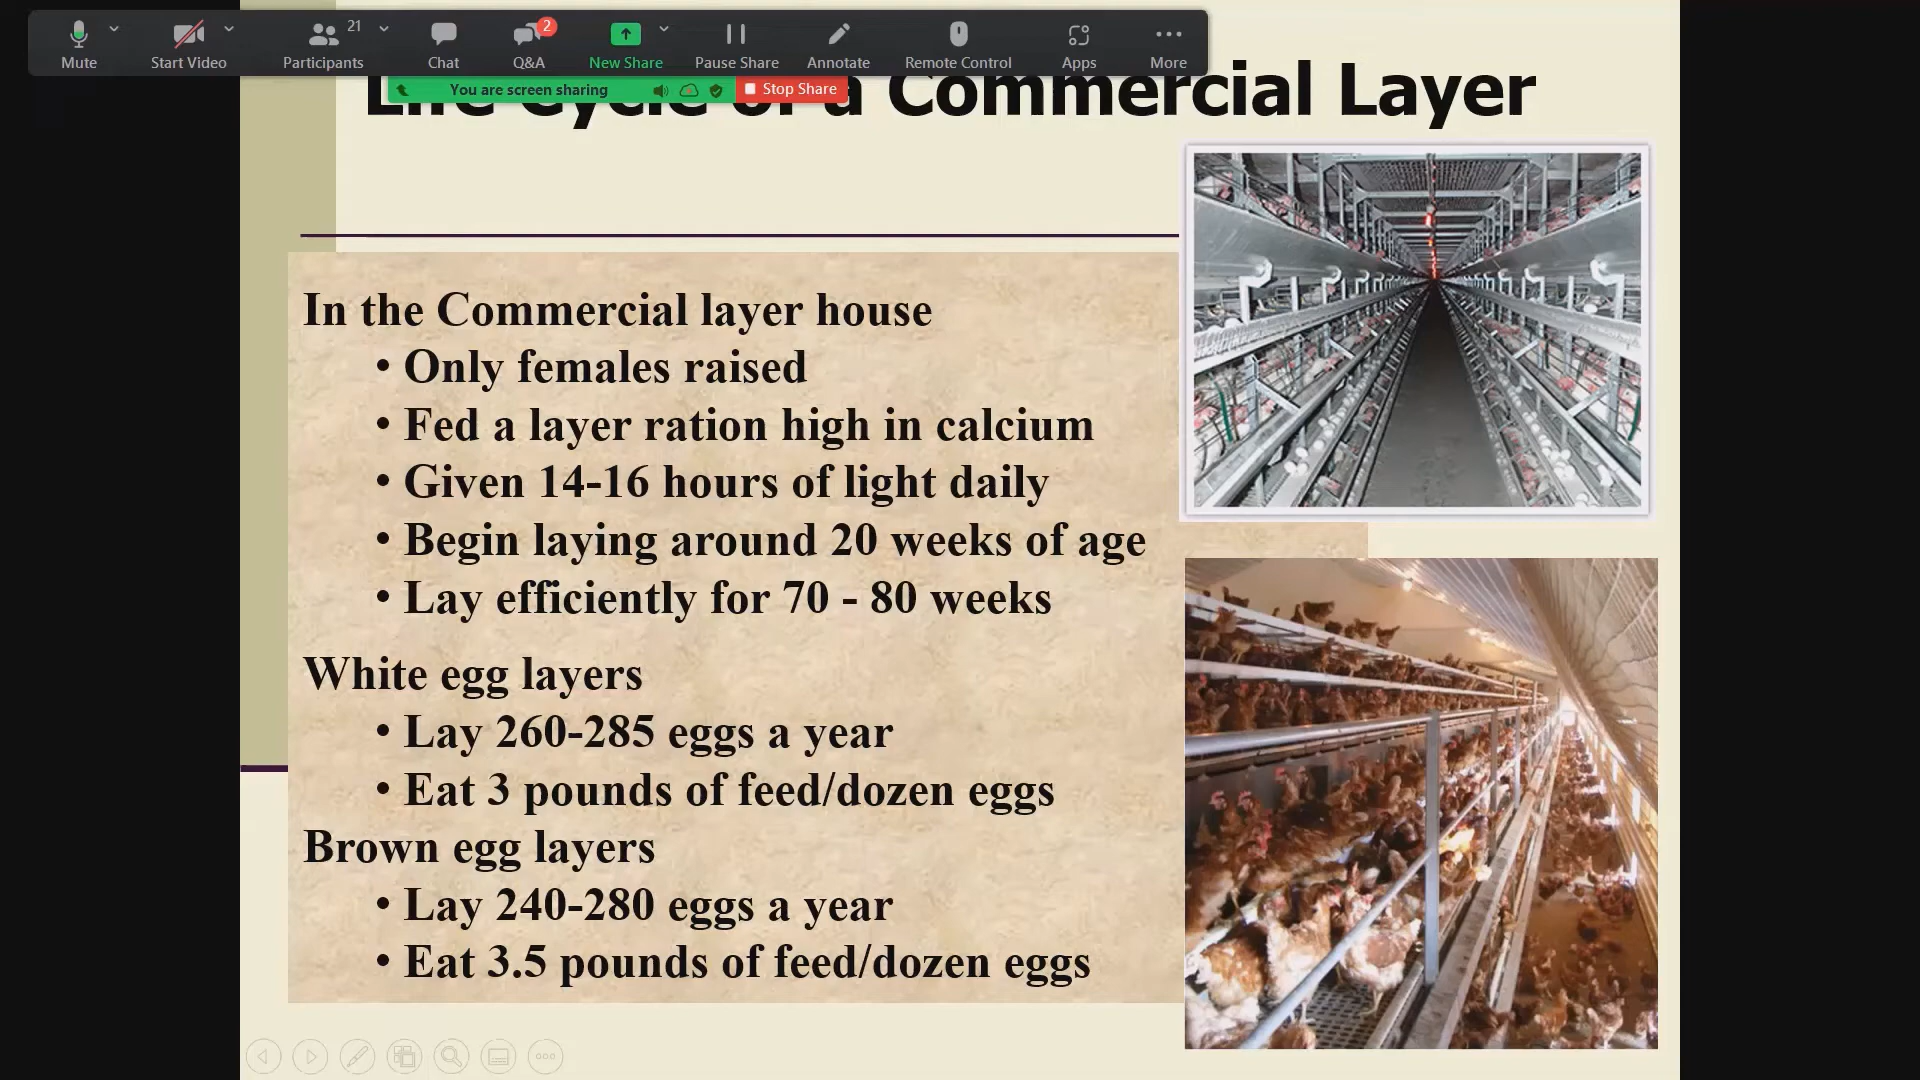 21
2
Mute
Start Video
Participants
Chat
Q&A
New Share
Pause Share
Annotate
Remote Control
Apps
More
You are screen sharing
Stop Share
Life Cycle of a Commercial Layer
In the Commercial layer house
• Only females raised
• Fed a layer ration high in calcium
• Given 14-16 hours of light daily
• Begin laying around 20 weeks of age
• Lay efficiently for 70 - 80 weeks
White egg layers
• Lay 260-285 eggs a year
• Eat 3 pounds of feed/dozen eggs
Brown egg layers
• Lay 240-280 eggs a year
• Eat 3.5 pounds of feed/dozen eggs